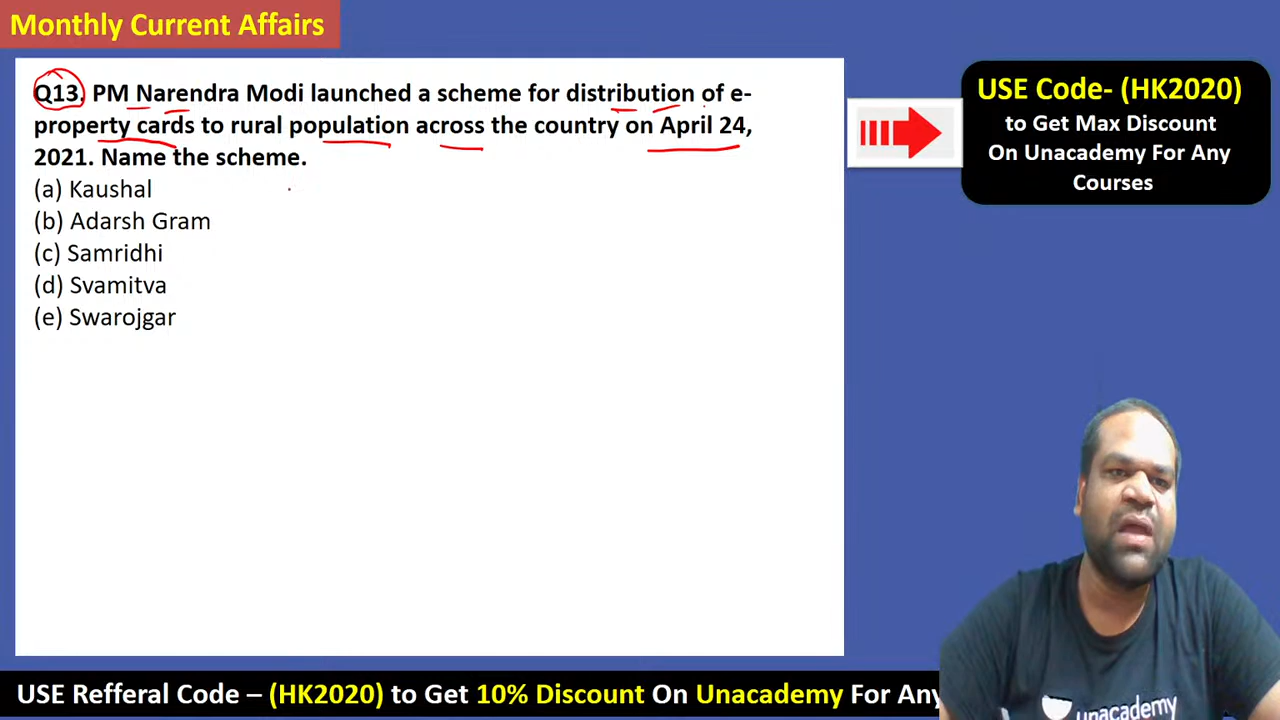 Monthly Current Affairs
Q13. PM Narendra Modi launched a scheme for distribution of e-
property cards to rural population across the country on April 24,
2021. Name the scheme.
(a) Kaushal
(b) Adarsh Gram
(c) Samridhi
(d) Svamitva
(e) Swarojgar
USE Code- (HK2020)
to Get Max Discount
On Unacademy For Any
Courses
USE Refferal Code – (HK2020) to Get 10% Discount On Unacademy For Any
unacademy